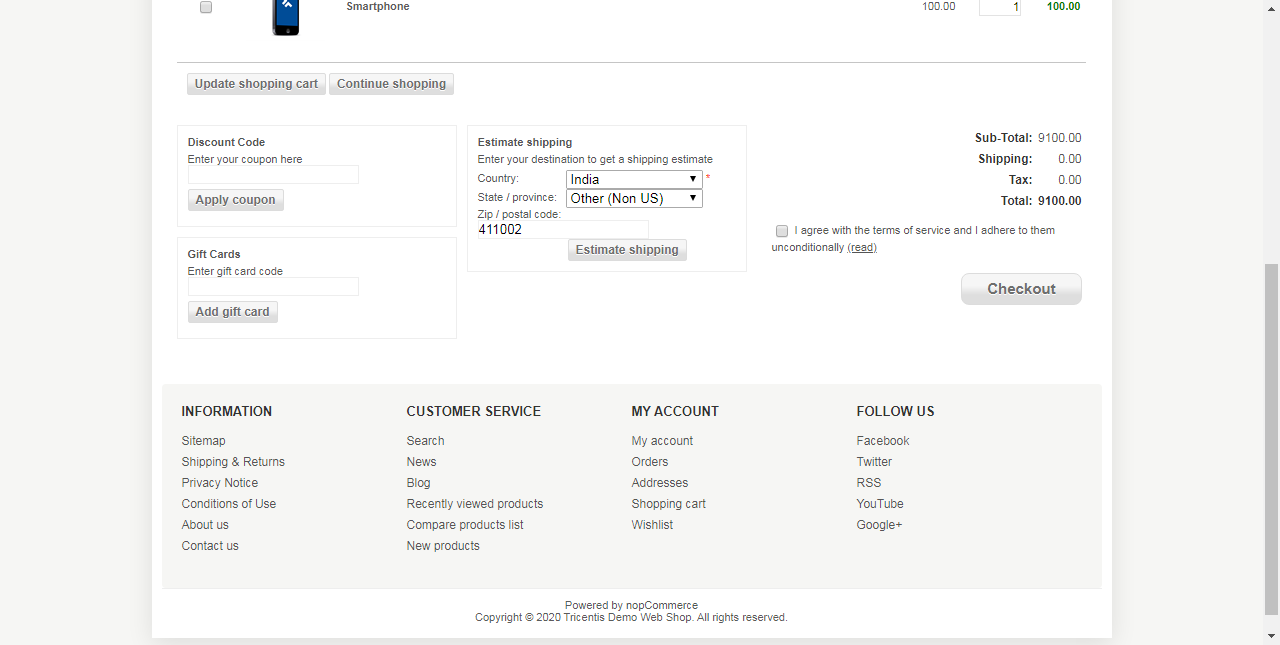 Smartphone 100.00 1 100.00
Update shopping cart Continue shopping
Discount Code
Enter your coupon here
Apply coupon
Gift Cards
Enter gift card code
Add gift card
Estimate shipping
Enter your destination to get a shipping estimate
Country: India *
State / province: Other (Non US)
Zip / postal code:
411002
Estimate shipping
Sub-Total: 9100.00
Shipping: 0.00
Tax: 0.00
Total: 9100.00
I agree with the terms of service and I adhere to them
unconditionally (read)
Checkout
INFORMATION
Sitemap
Shipping & Returns
Privacy Notice
Conditions of Use
About us
Contact us
CUSTOMER SERVICE
Search
News
Blog
Recently viewed products
Compare products list
New products
MY ACCOUNT
My account
Orders
Addresses
Shopping cart
Wishlist
FOLLOW US
Facebook
Twitter
RSS
YouTube
Google+
Powered by nopCommerce
Copyright © 2020 Tricentis Demo Web Shop. All rights reserved.